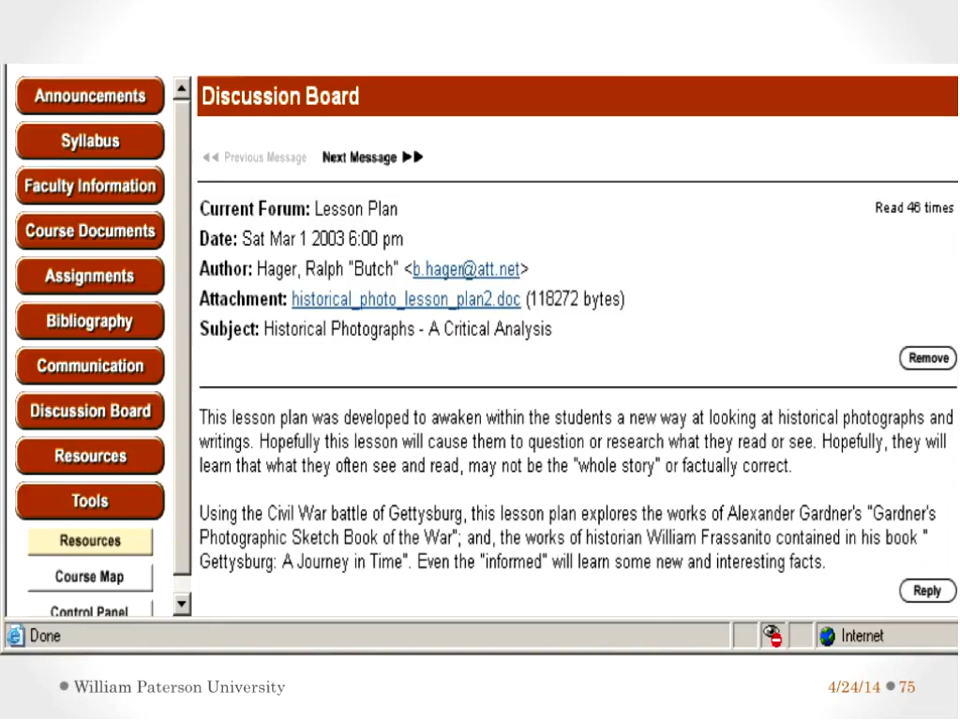 Announcements
Syllabus
Faculty Information
Course Documents
Assignments
Bibliography
Communication
Discussion Board
Resources
Tools
Resources
Course Map
Control Panel
Discussion Board
Previous Message Next Message
Current Forum: Lesson Plan
Read 46 times
Date: Sat Mar 1 2003 6:00 pm
Author: Hager, Ralph "Butch" <b.hager@att.net>
Attachment: historical_photo_lesson_plan2.doc (118272 bytes)
Subject: Historical Photographs - A Critical Analysis
Remove
This lesson plan was developed to awaken within the students a new way at looking at historical photographs and
writings. Hopefully this lesson will cause them to question or research what they read or see. Hopefully, they will
learn that what they often see and read, may not be the "whole story" or factually correct.
Using the Civil War battle of Gettysburg, this lesson plan explores the works of Alexander Gardner's "Gardner's
Photographic Sketch Book of the War"; and, the works of historian William Frassanito contained in his book "
Gettysburg: A Journey in Time". Even the "informed" will learn some new and interesting facts.
Reply
Done
Internet
William Paterson University
4/24/14 75